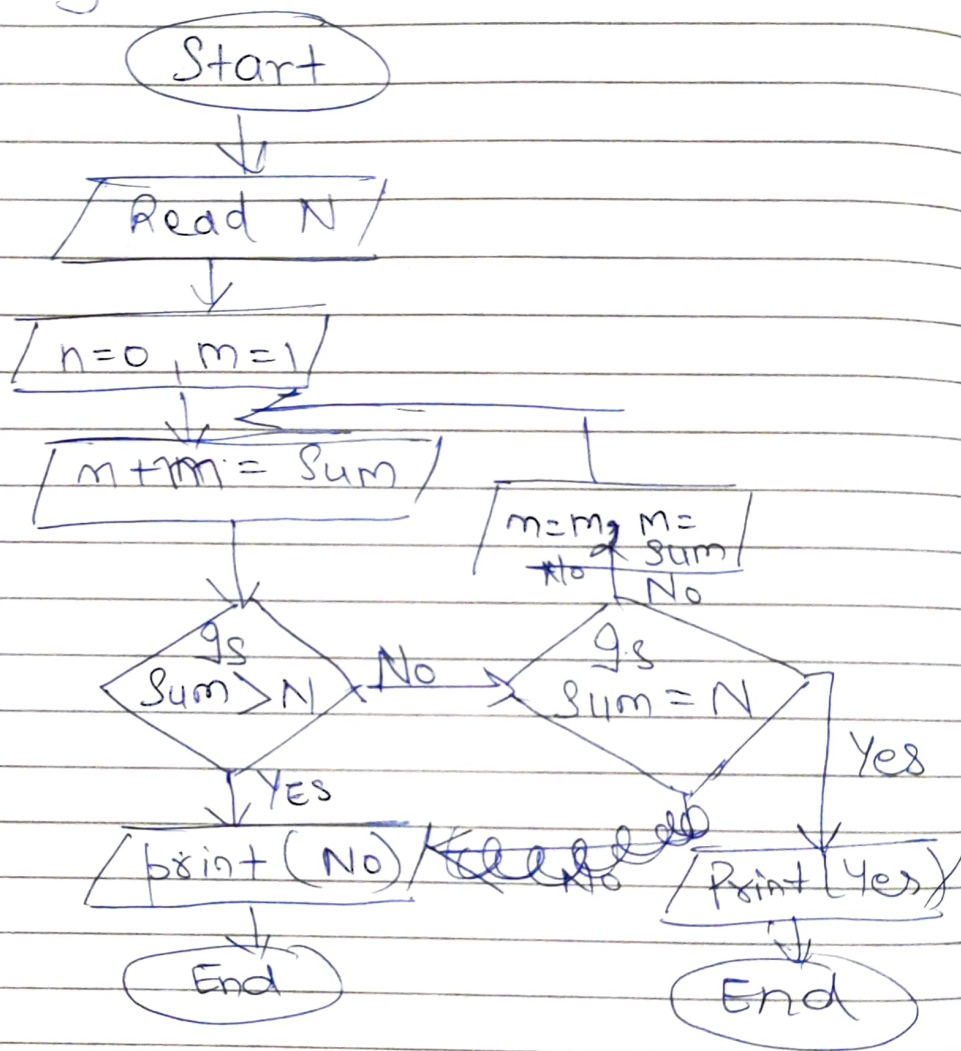 Start
Read N
n=0, m=1
n+m = Sum
n=m, m=
Sum
No
No
Is
Sum > N
No
Is
Sum = N
Yes
YES
print (No)
No
Print (Yes)
End
End